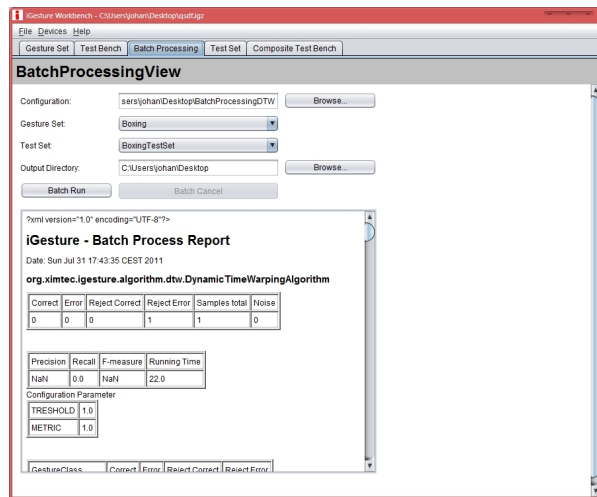 iGesture Workbench - C:\Users\johan\Desktop\qsdf.igz
File Devices Help
Gesture Set Test Bench Batch Processing Test Set Composite Test Bench
BatchProcessingView
Configuration: sers\johan\Desktop\BatchProcessingDTW Browse...
Gesture Set: Boxing
Test Set: BoxingTestSet
Output Directory: C:\Users\johan\Desktop Browse...
Batch Run Batch Cancel
?xml version="1.0" encoding="UTF-8"?>
iGesture - Batch Process Report
Date: Sun Jul 31 17:43:35 CEST 2011
org.ximtec.igesture.algorithm.dtw.DynamicTimeWarpingAlgorithm
Correct Error Reject Correct Reject Error Samples total Noise
0 0 0 1 1 0
Precision Recall F-measure Running Time
NaN 0.0 NaN 22.0
Configuration Parameter
TRESHOLD 1.0
METRIC 1.0
GestureClass Correct Error Reject Correct Reject Error